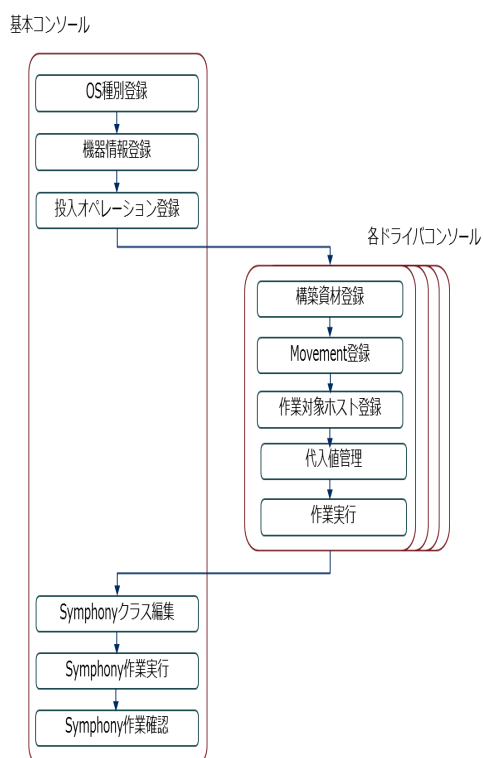 基本コンソール
OS種別登録
機器情報登録
投入オペレーション登録
各ドライバコンソール
構築資材登録
Movement登録
作業対象ホスト登録
代入値管理
作業実行
Symphonyクラス編集
Symphony作業実行
Symphony作業確認